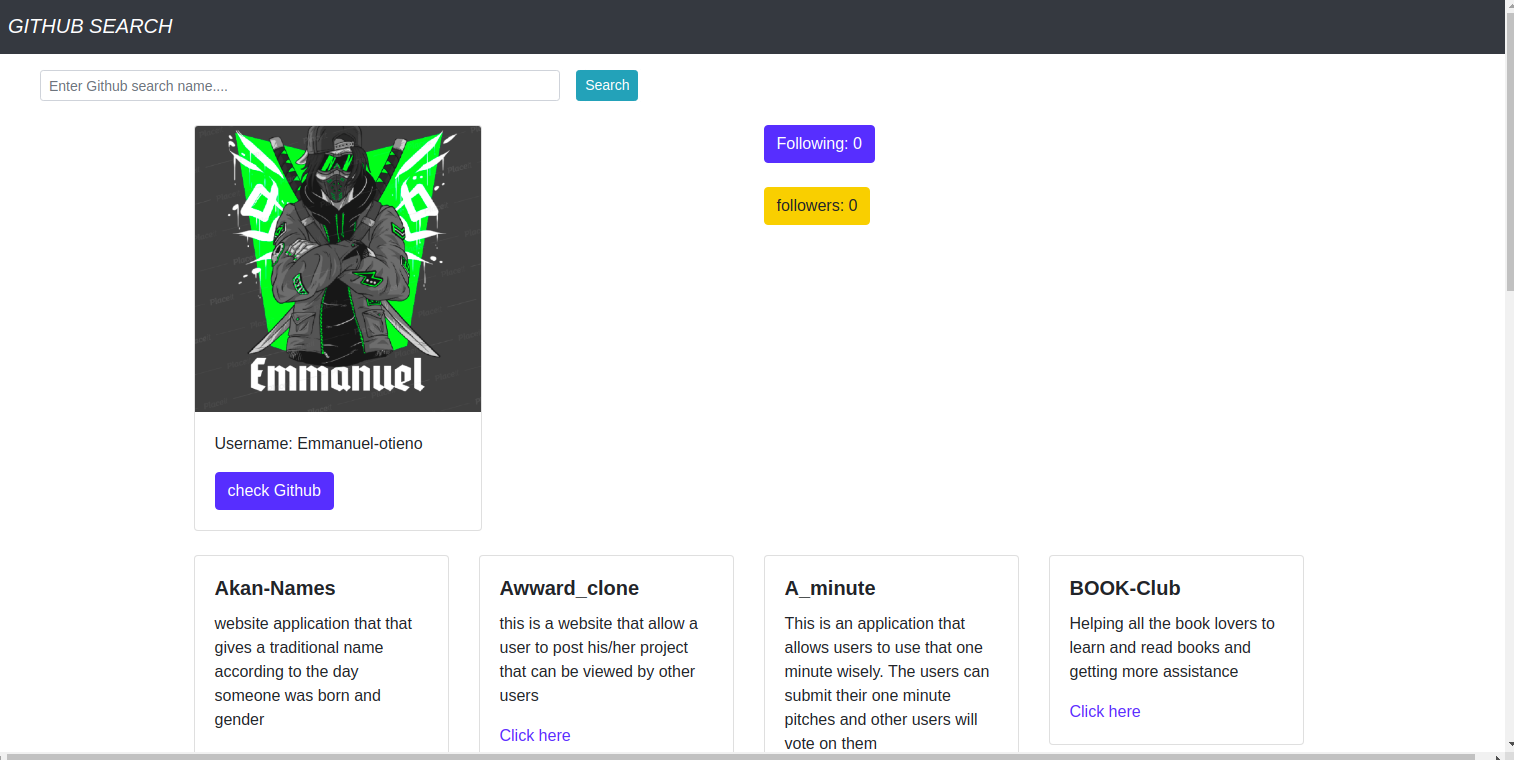 GITHUB SEARCH
Enter Github search name....
Search
Following: 0
followers: 0
Emmanuel
Username: Emmanuel-otieno
check Github
Akan-Names
website application that that
gives a traditional name
according to the day
someone was born and
gender
Awward_clone
this is a website that allow a
user to post his/her project
that can be viewed by other
users
Click here
A_minute
This is an application that
allows users to use that one
minute wisely. The users can
submit their one minute
pitches and other users will
vote on them
BOOK-Club
Helping all the book lovers to
learn and read books and
getting more assistance
Click here